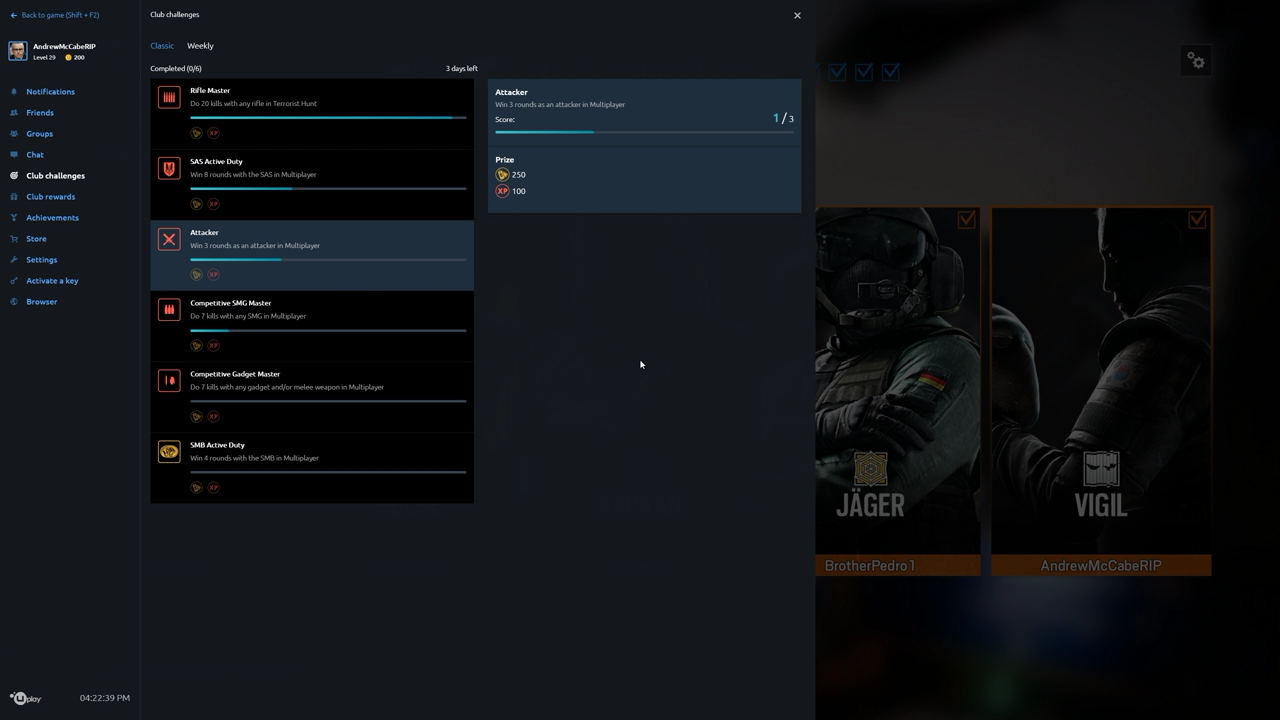 Back to game (Shift + F2)
AndrewMcCabeRIP
Level 29
200
Notifications
Friends
Groups
Chat
Club challenges
Club rewards
Achievements
Store
Settings
Activate a key
Browser
uplay
04:22:39 PM
Club challenges
Classic
Weekly
Completed (0/6)
3 days left
Rifle Master
Do 20 kills with any rifle in Terrorist Hunt
XP
SAS Active Duty
Win 8 rounds with the SAS in Multiplayer
XP
Attacker
Win 3 rounds as an attacker in Multiplayer
XP
Competitive SMG Master
Do 7 kills with any SMG in Multiplayer
XP
Competitive Gadget Master
Do 7 kills with any gadget and/or melee weapon in Multiplayer
XP
SMB Active Duty
Win 4 rounds with the SMB in Multiplayer
XP
Attacker
Win 3 rounds as an attacker in Multiplayer
Score:
1 / 3
Prize
250
XP 100
JÄGER
BrotherPedro1
VIGIL
AndrewMcCabeRIP